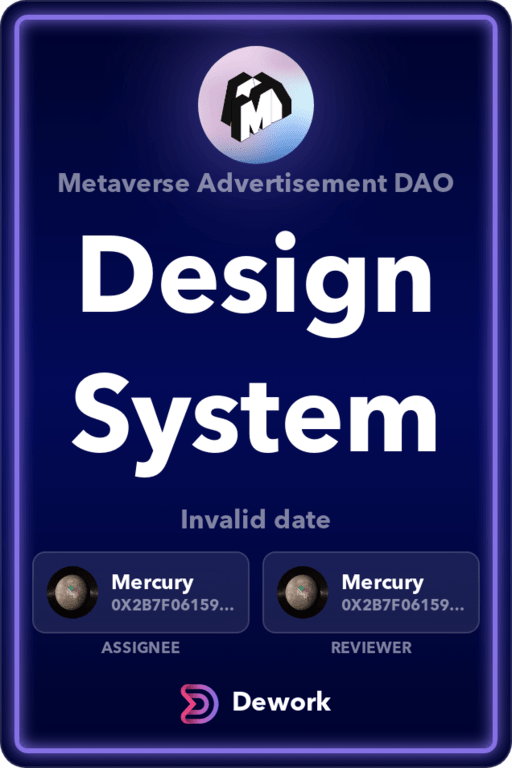 M
Metaverse Advertisement DAO
Design
System
Invalid date
Mercury
0X2B7F06159...
ASSIGNEE
Mercury
0X2B7F06159...
REVIEWER
Dework